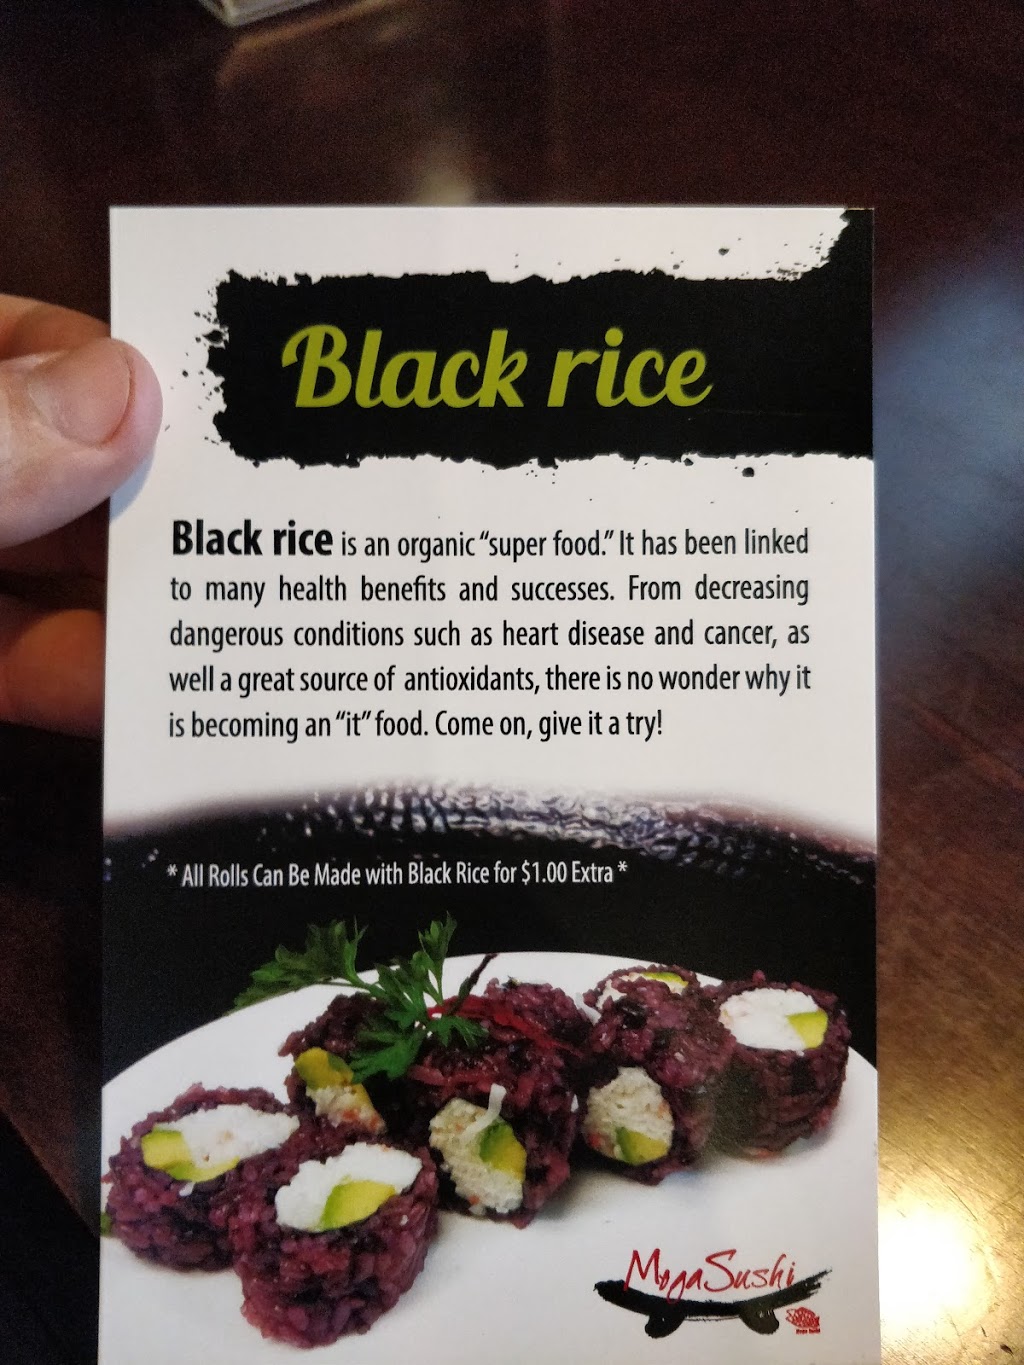 Black rice
Black rice is an organic “super food.” It has been linked
to many health benefits and successes. From decreasing
dangerous conditions such as heart disease and cancer, as
well a great source of antioxidants, there is no wonder why it
is becoming an “it” food. Come on, give it a try!
* All Rolls Can Be Made with Black Rice for $1.00 Extra *
Moga Sushi